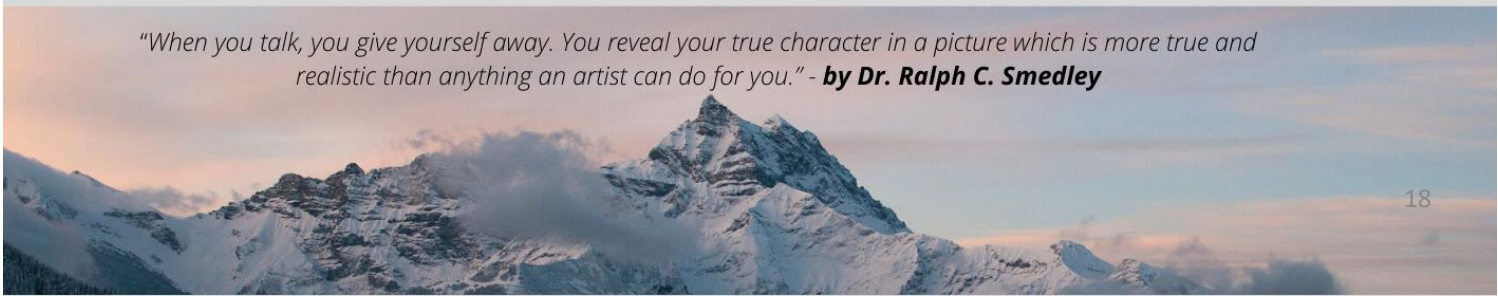 “When you talk, you give yourself away. You reveal your true character in a picture which is more true and
realistic than anything an artist can do for you.” - by Dr. Ralph C. Smedley
18